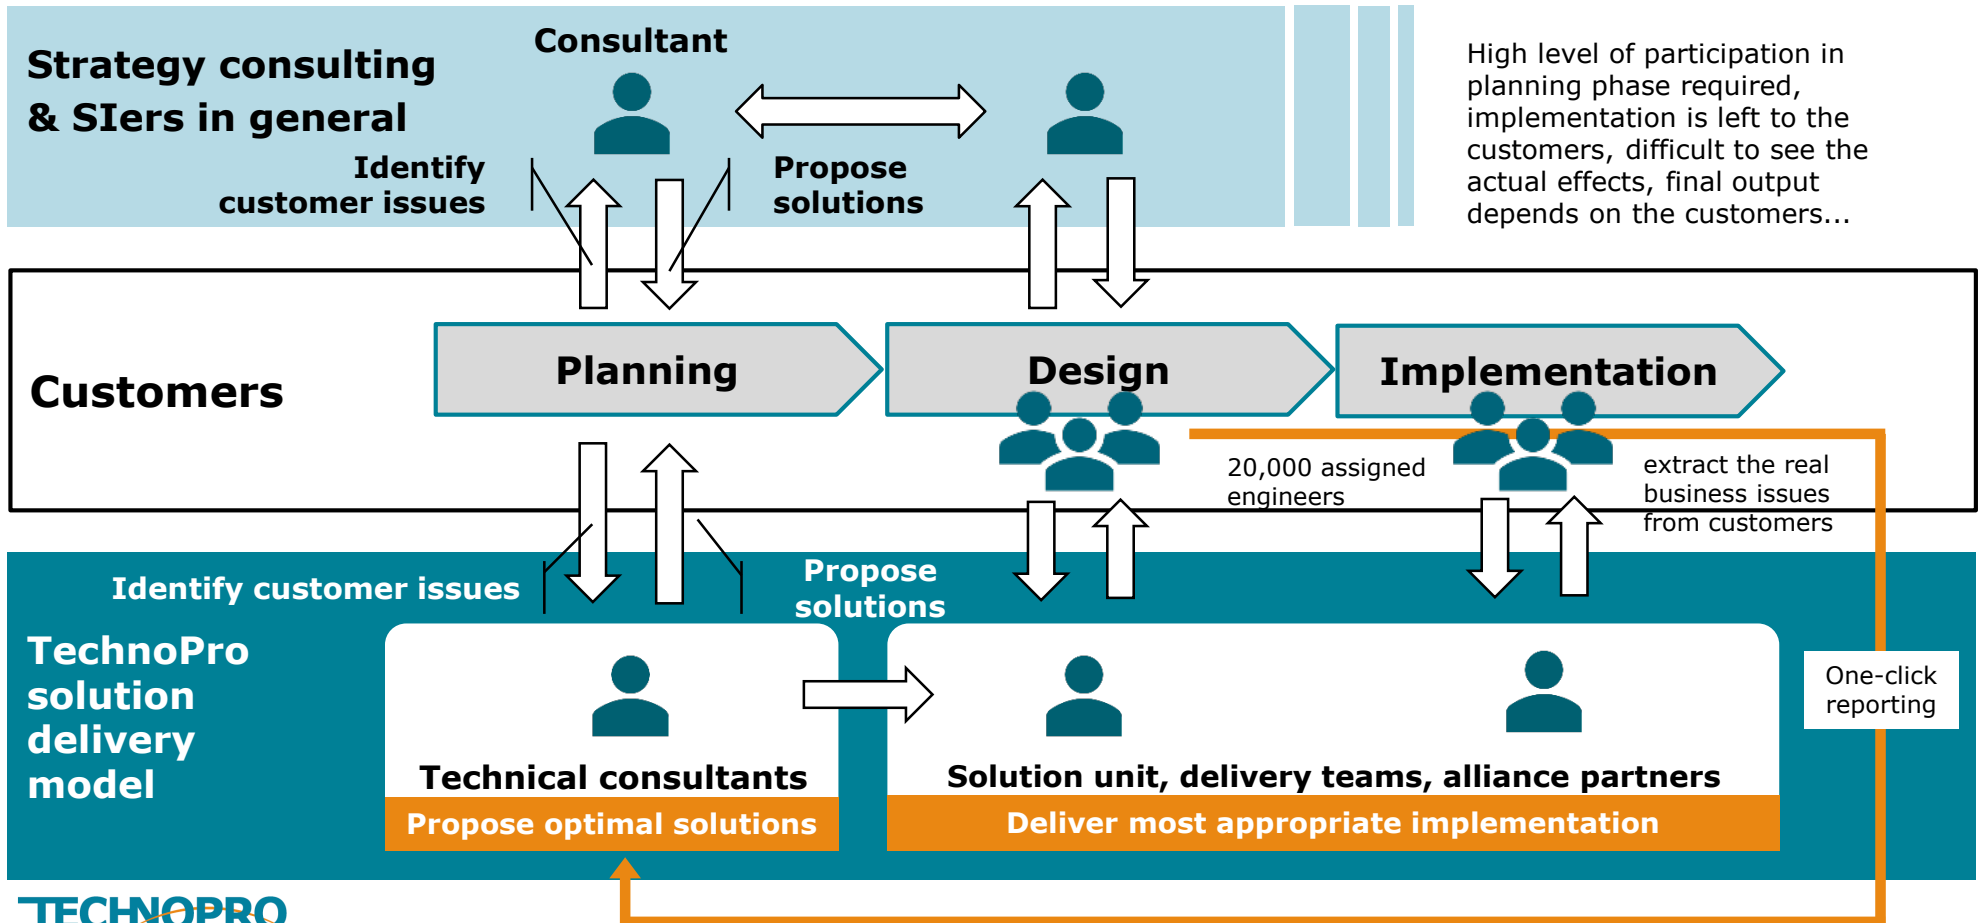 Strategy consulting
& SIers in general
Consultant
Identify
customer issues
Propose
solutions
High level of participation in
planning phase required,
implementation is left to the
customers, difficult to see the
actual effects, final output
depends on the customers...
Customers
Planning
Design
Implementation
20,000 assigned
engineers
extract the real
business issues
from customers
Identify customer issues
Propose
solutions
TechnoPro
solution
delivery
model
Technical consultants
Propose optimal solutions
Solution unit, delivery teams, alliance partners
Deliver most appropriate implementation
One-click
reporting
TECHNOPRO